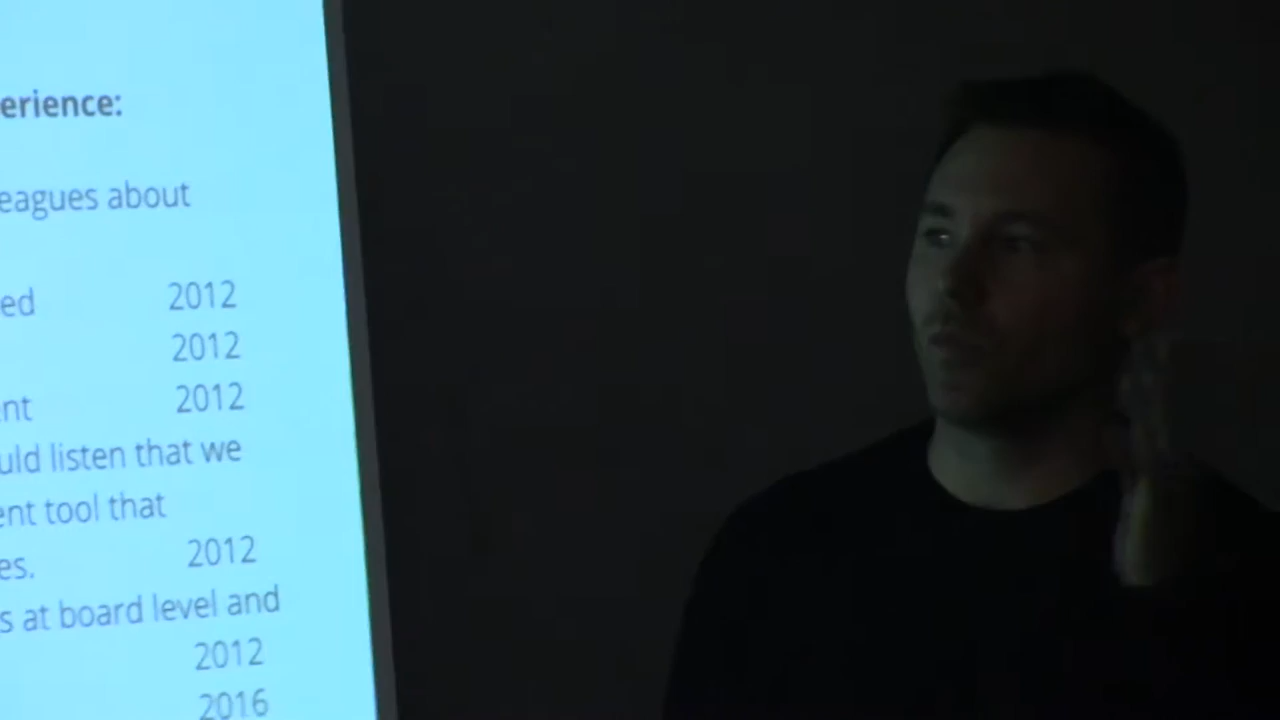 erience:
eagues about
ed 2012
2012
nt 2012
uld listen that we
ent tool that
es. 2012
s at board level and
2012
2016